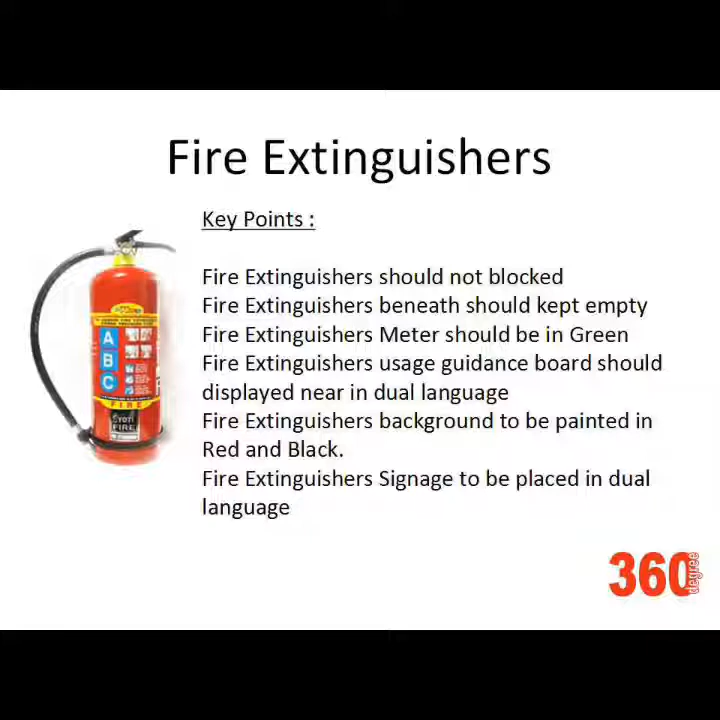 Fire Extinguishers
Key Points :
Fire Extinguishers should not blocked
Fire Extinguishers beneath should kept empty
Fire Extinguishers Meter should be in Green
Fire Extinguishers usage guidance board should
displayed near in dual language
Fire Extinguishers background to be painted in
Red and Black.
Fire Extinguishers Signage to be placed in dual
language
A
B
C
FIRE
FIRE
360 degree